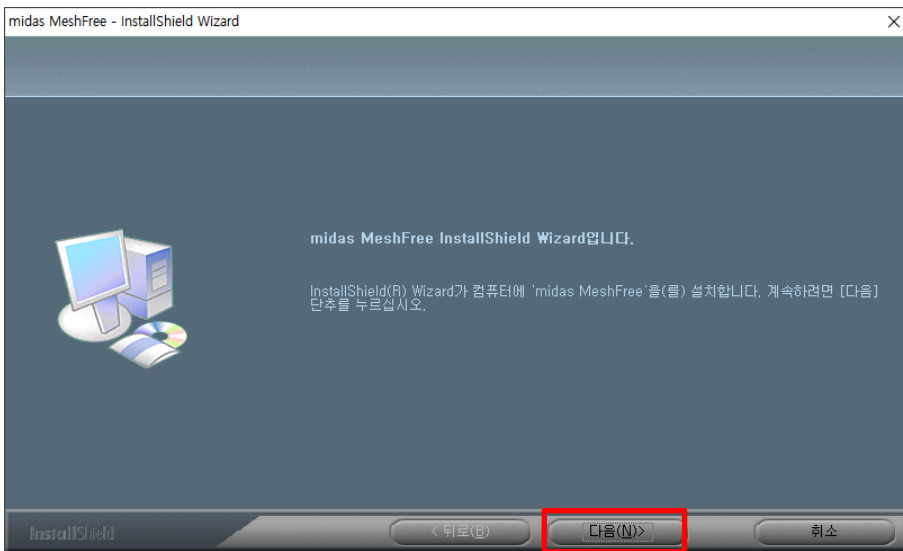 midas MeshFree - InstallShield Wizard
midas MeshFree InstallShield Wizard입니다.
InstallShield(R) Wizard가 컴퓨터에 'midas MeshFree'을(를) 설치합니다. 계속하려면 [다음]
단추를 누르십시오.
InstallShield
< 뒤로(B)
다음(N)>
취소